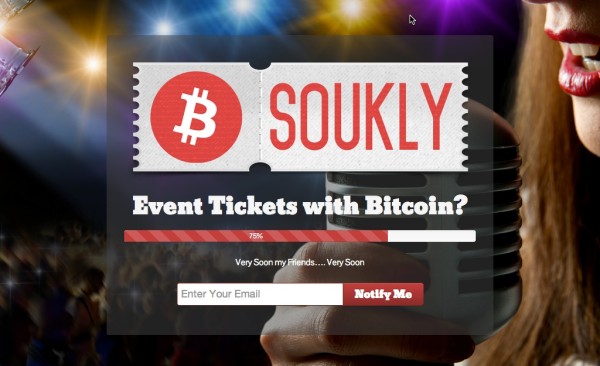 SOUKLY
Event Tickets with Bitcoin?
75%
Very Soon my Friends.... Very Soon
Enter Your Email
Notify Me